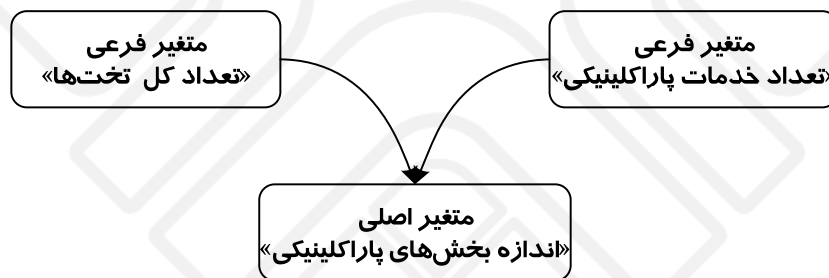 متغیر فرعی
«تعداد خدمات پاراکلینیکی»
متغیر فرعی
«تعداد کل تخت‌ها»
متغیر اصلی
«اندازه بخش‌های پاراکلینیکی»